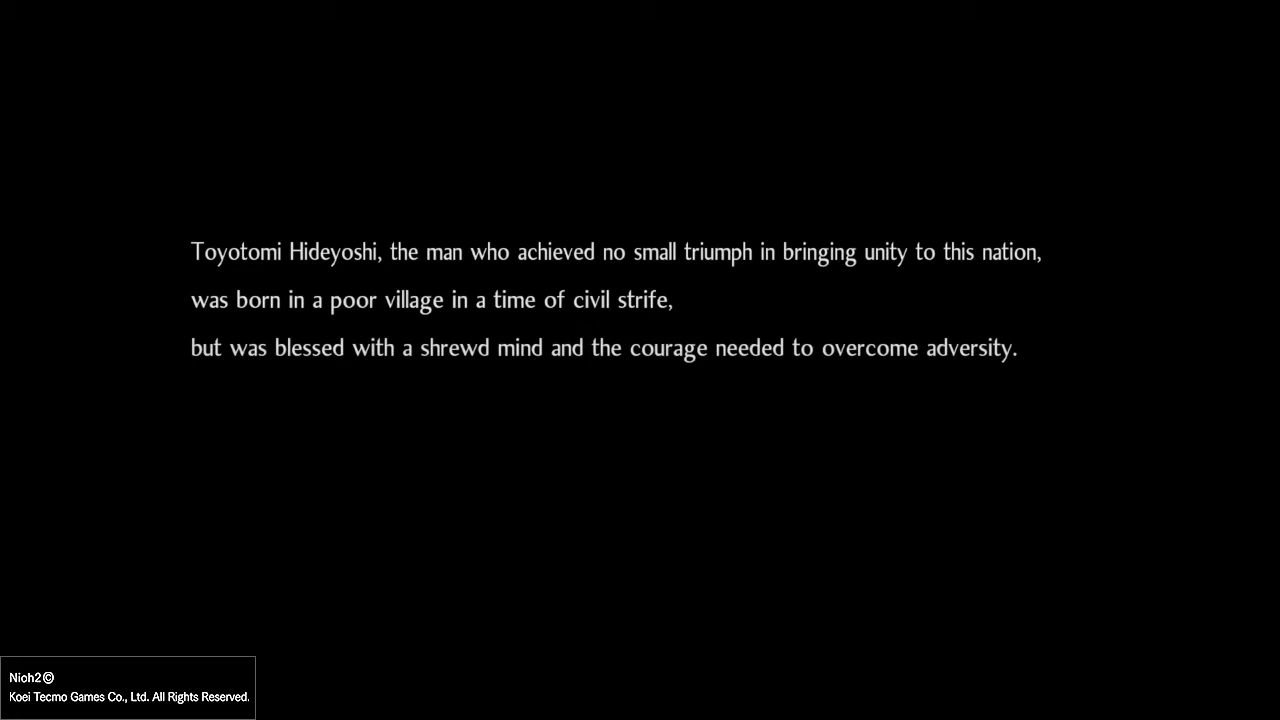 Toyotomi Hideyoshi, the man who achieved no small triumph in bringing unity to this nation,
was born in a poor village in a time of civil strife,
but was blessed with a shrewd mind and the courage needed to overcome adversity.
Nioh2©
Koei Tecmo Games Co., Ltd. All Rights Reserved.